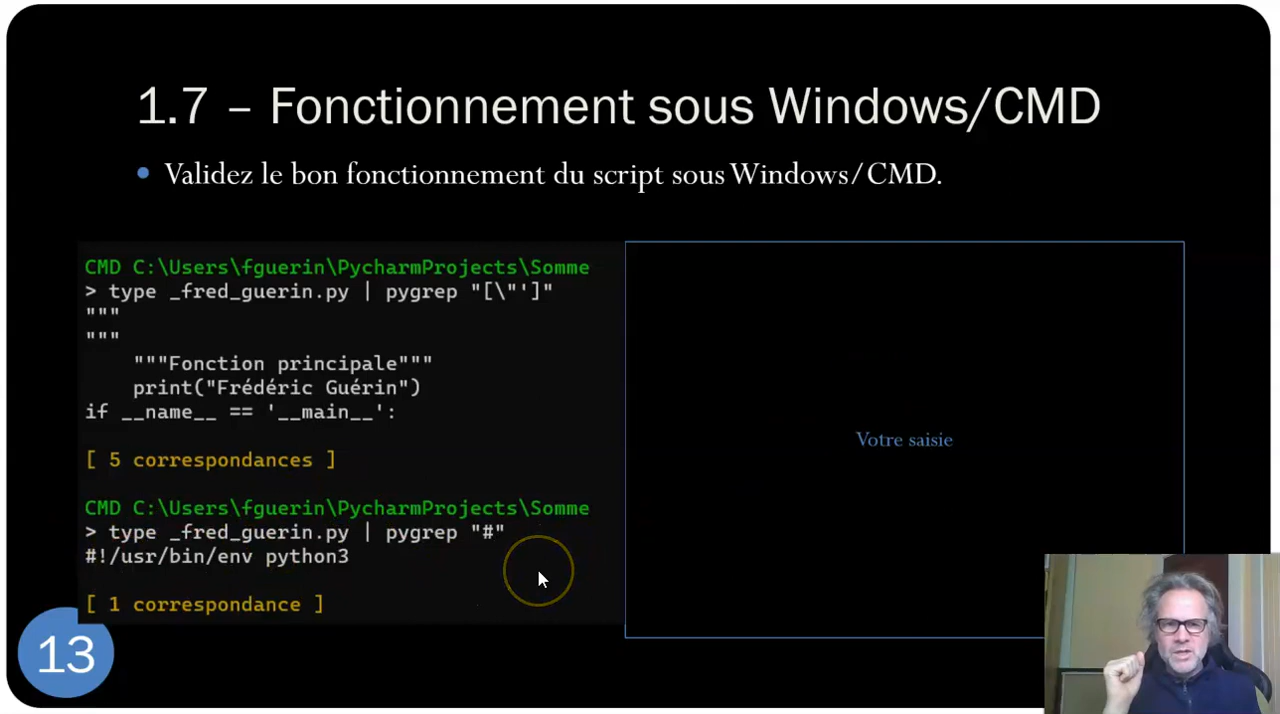 1.7 – Fonctionnement sous Windows/CMD
• Validez le bon fonctionnement du script sous Windows/CMD.
CMD C:\Users\fguerin\PycharmProjects\Somme
> type _fred_guerin.py | pygrep "[\"']"
"""
"""
    """Fonction principale"""
    print("Frédéric Guérin")
if __name__ == '__main__':
[ 5 correspondances ]
CMD C:\Users\fguerin\PycharmProjects\Somme
> type _fred_guerin.py | pygrep "#"
#!/usr/bin/env python3
[ 1 correspondance ]
Votre saisie
13